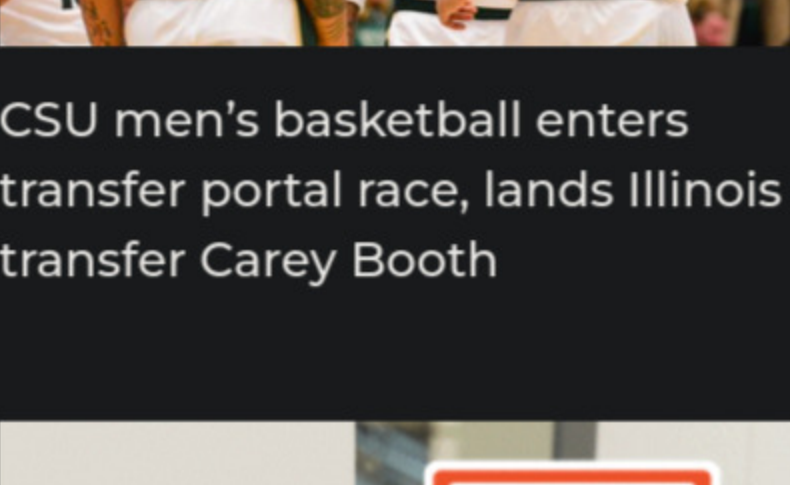 CSU men’s basketball enters
transfer portal race, lands Illinois
transfer Carey Booth